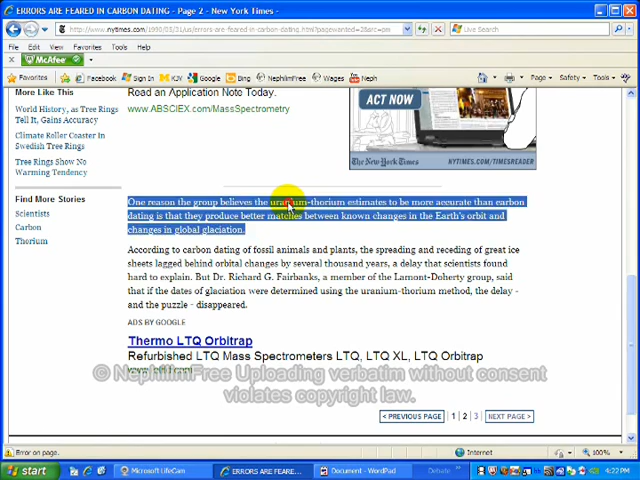 ERRORS ARE FEARED IN CARBON DATING - Page 2 - New York Times -
www.nytimes.com/1990/05/31/us/errors-are-feared-in-carbon-dating.html?pagewanted=2&src=pm
Live Search
File Edit View Favorites Tools Help
McAfee
Favorites Facebook Sign In KJV Google Bing NephilimFree Wages Neph Page Safety Tools
More Like This
World History, as Tree Rings
Tell It, Gains Accuracy
Climate Roller Coaster in
Swedish Tree Rings
Tree Rings Show No
Warming Tendency
Find More Stories
Scientists
Carbon
Thorium
Read an Application Note Today.
www.ABSCIEX.com/MassSpectrometry
ACT NOW
The New York Times NYTIMES.COM/TIMESREADER
One reason the group believes the uranium-thorium estimates to be more accurate than carbon
dating is that they produce better matches between known changes in the Earth's orbit and
changes in global glaciation.
According to carbon dating of fossil animals and plants, the spreading and receding of great ice
sheets lagged behind orbital changes by several thousand years, a delay that scientists found
hard to explain. But Dr. Richard G. Fairbanks, a member of the Lamont-Doherty group, said
that if the dates of glaciation were determined using the uranium-thorium method, the delay -
and the puzzle - disappeared.
ADS BY GOOGLE
Thermo LTQ Orbitrap
Refurbished LTQ Mass Spectrometers LTQ, LTQ XL, LTQ Orbitrap
© NephilimFree Uploading verbatim without consent
violates copyright law.
< PREVIOUS PAGE 1 2 3 NEXT PAGE >
Error on page. Internet 100%
start Microsoft LifeCam ERRORS ARE FEARE... Document - WordPad Debate 4:22 PM